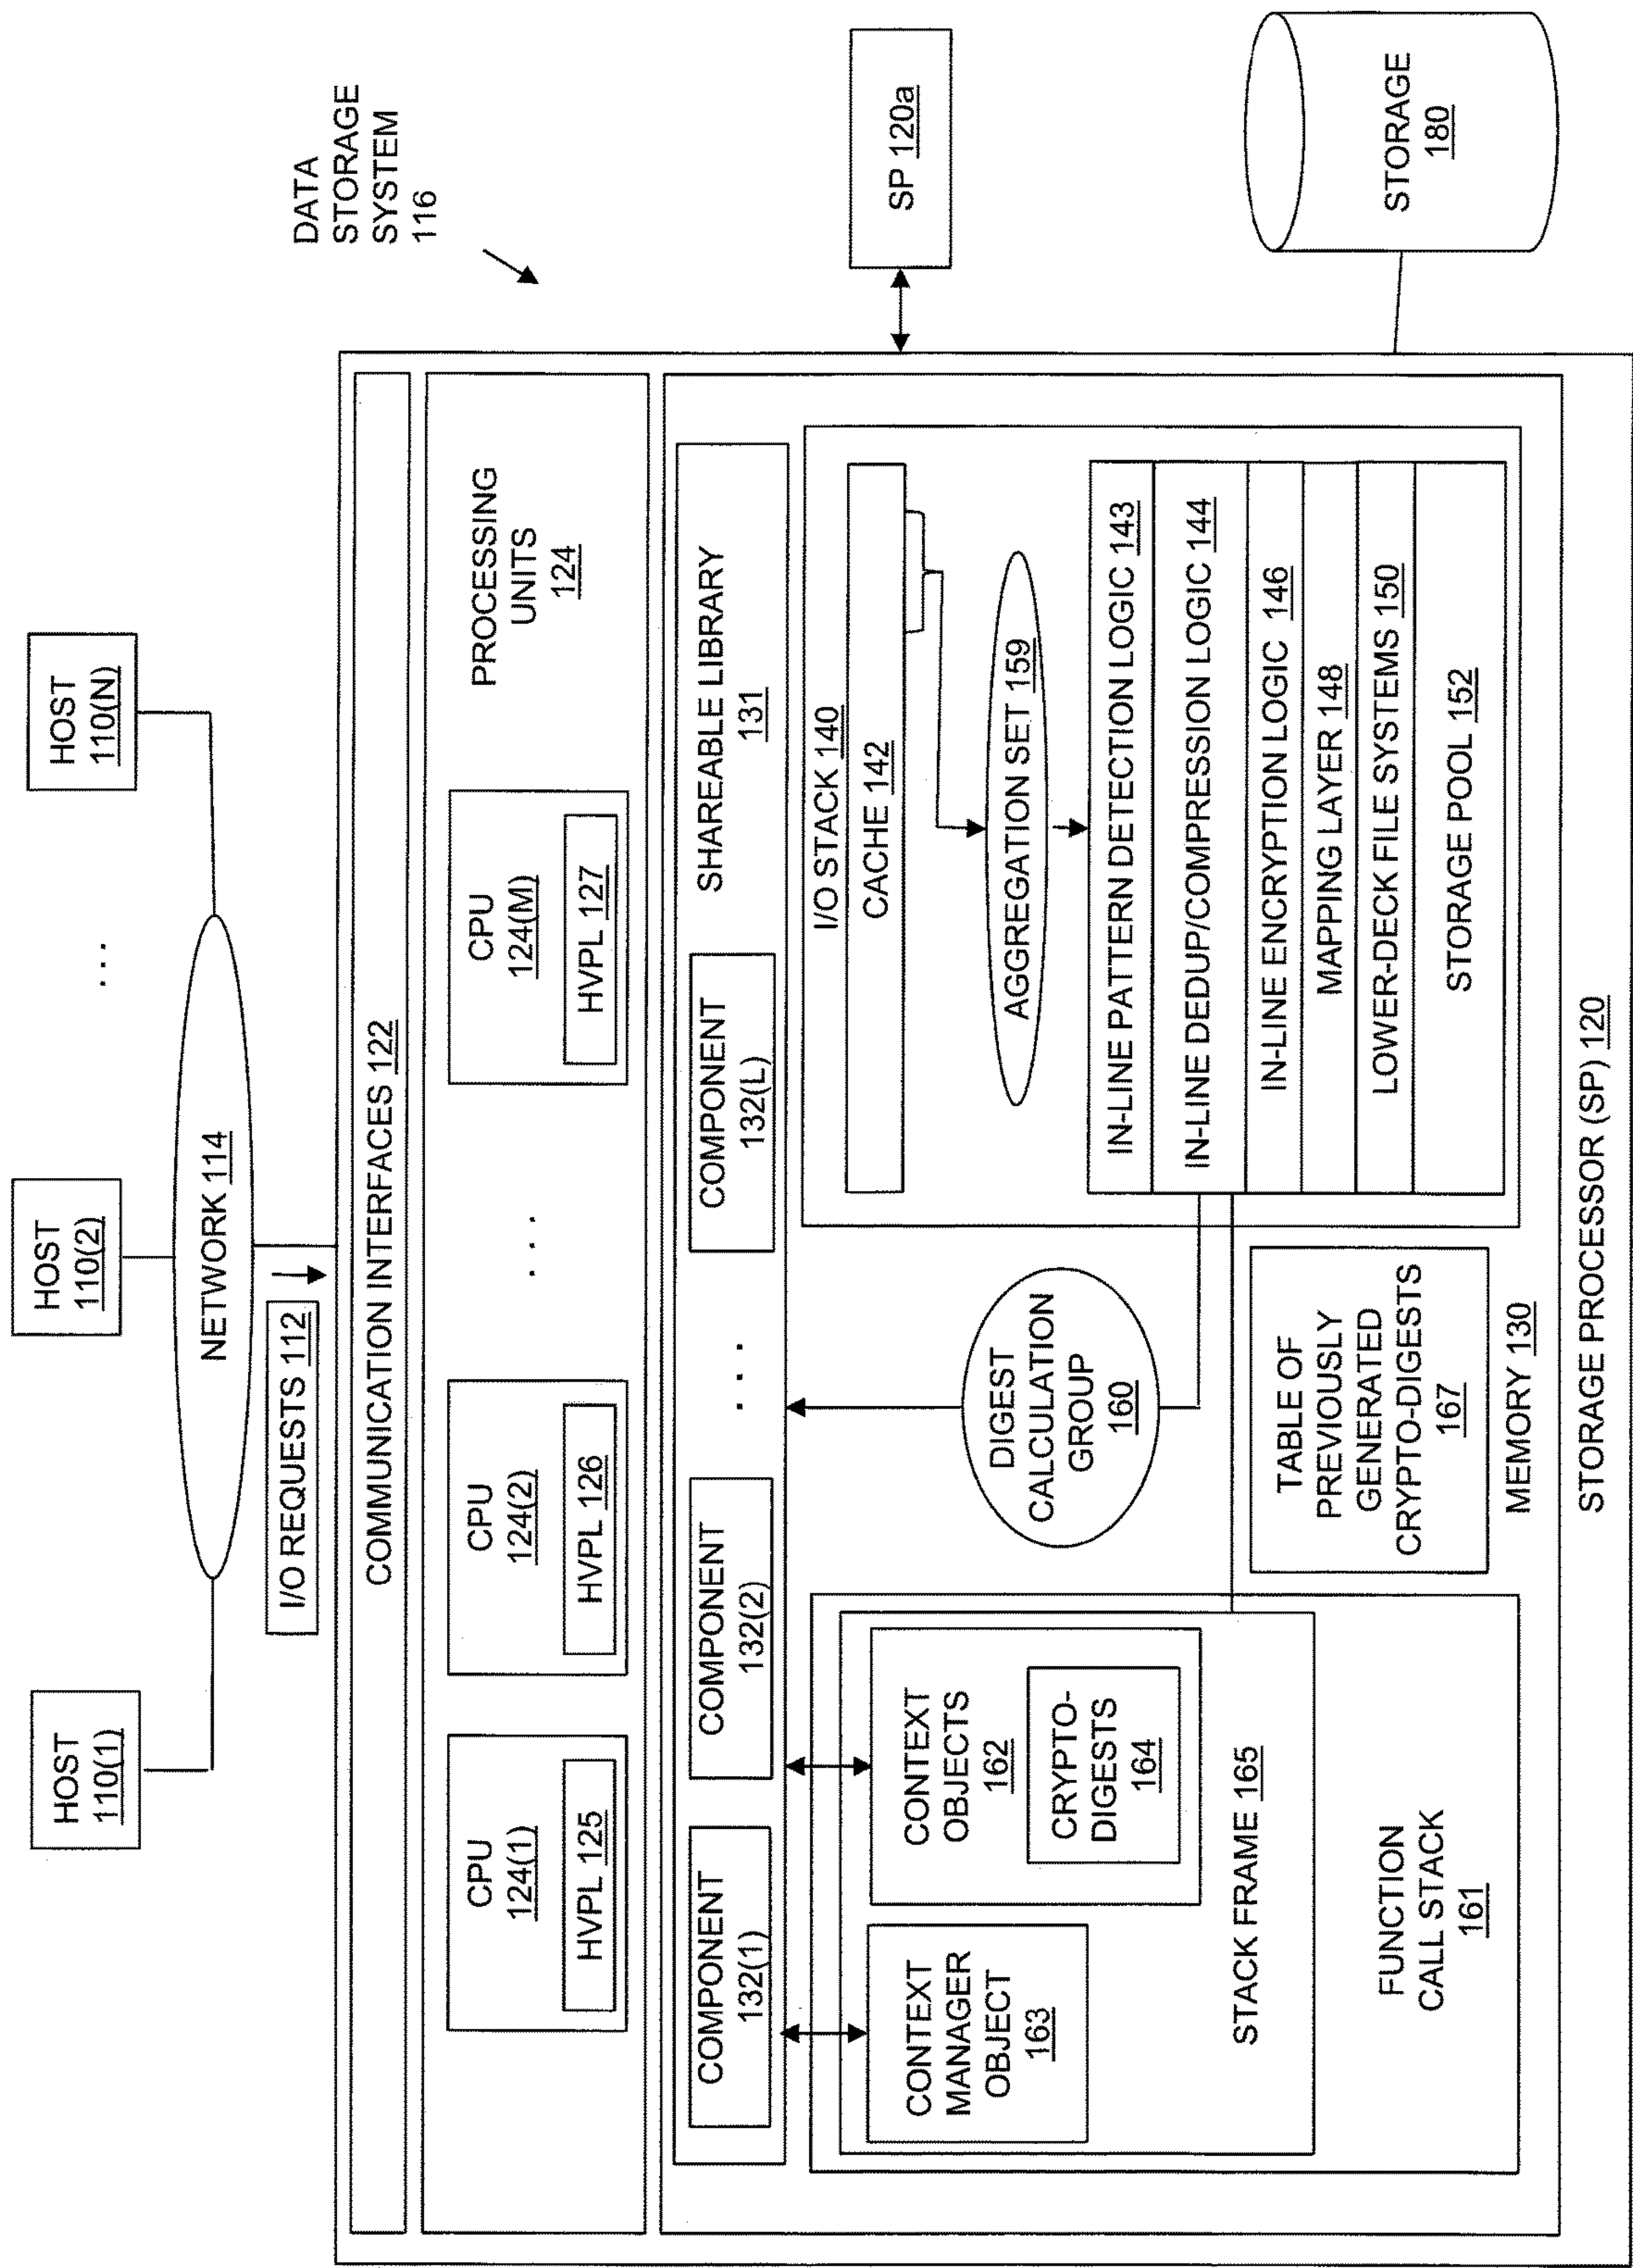 HOST
110(1)
HOST
110(2)
. . .
HOST
110(N)
NETWORK 114
I/O REQUESTS 112
DATA
STORAGE
SYSTEM
116
COMMUNICATION INTERFACES 122
CPU
124(1)
HVPL 125
CPU
124(2)
HVPL 126
. . .
CPU
124(M)
HVPL 127
PROCESSING
UNITS
124
COMPONENT
132(1)
COMPONENT
132(2)
. . .
COMPONENT
132(L)
SHAREABLE LIBRARY
131
SP 120a
STORAGE
180
CONTEXT
MANAGER
OBJECT
163
CONTEXT
OBJECTS
162
CRYPTO-
DIGESTS
164
STACK FRAME 165
FUNCTION
CALL STACK
161
DIGEST
CALCULATION
GROUP
160
TABLE OF
PREVIOUSLY
GENERATED
CRYPTO-DIGESTS
167
I/O STACK 140
CACHE 142
AGGREGATION SET 159
IN-LINE PATTERN DETECTION LOGIC 143
IN-LINE DEDUP/COMPRESSION LOGIC 144
IN-LINE ENCRYPTION LOGIC 146
MAPPING LAYER 148
LOWER-DECK FILE SYSTEMS 150
STORAGE POOL 152
MEMORY 130
STORAGE PROCESSOR (SP) 120